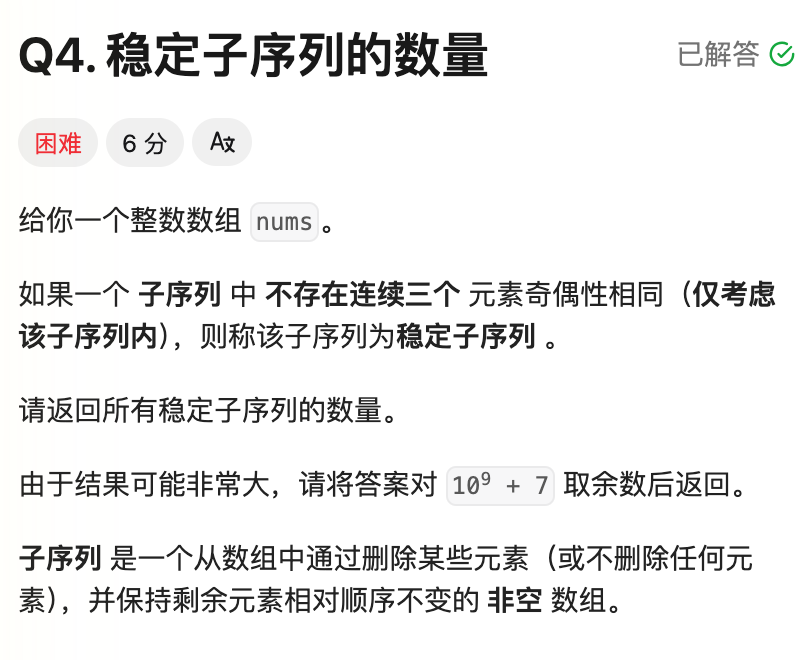 Q4. 稳定子序列的数量
已解答
困难
6 分
给你一个整数数组 nums 。
如果一个 子序列 中 不存在连续三个 元素奇偶性相同（仅考虑
该子序列内），则称该子序列为稳定子序列 。
请返回所有稳定子序列的数量。
由于结果可能非常大，请将答案对 10⁹ + 7 取余数后返回。
子序列 是一个从数组中通过删除某些元素（或不删除任何元
素），并保持剩余元素相对顺序不变的 非空 数组。